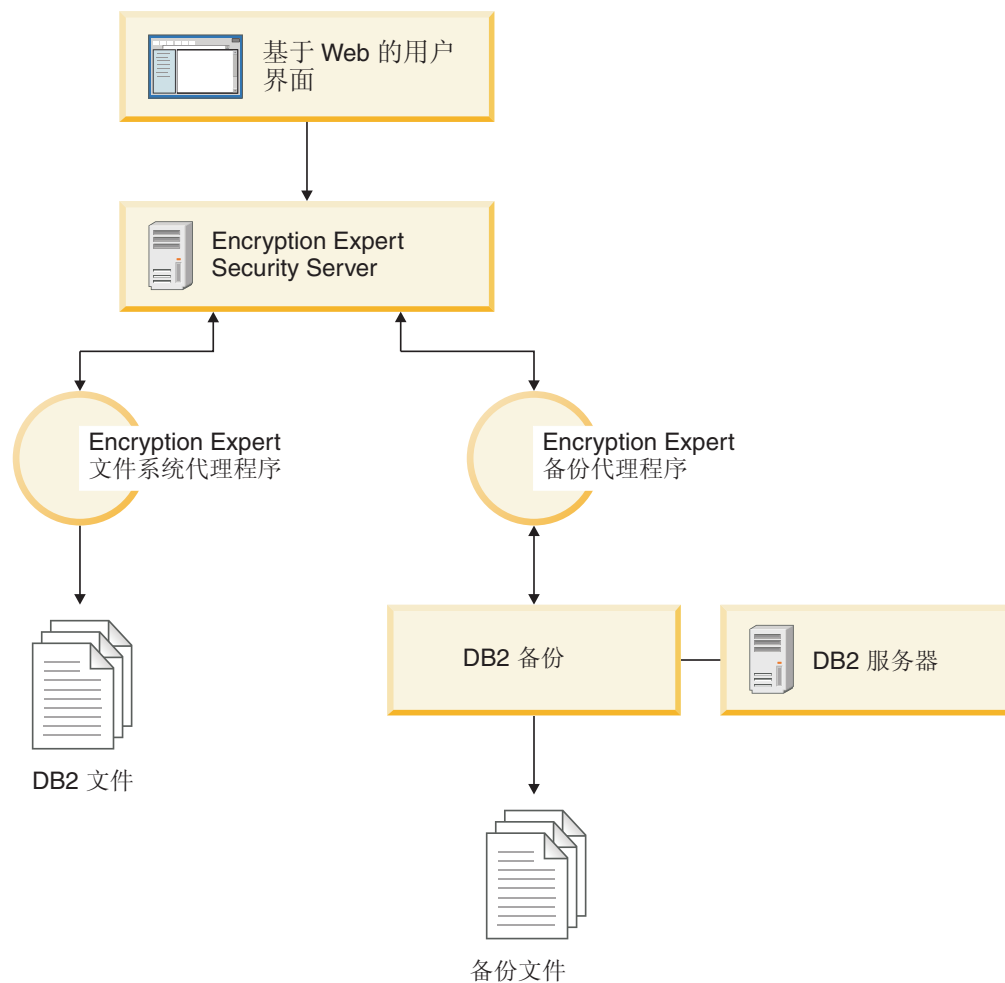 基于 Web 的用户
界面
Encryption Expert
Security Server
Encryption Expert
文件系统代理程序
Encryption Expert
备份代理程序
DB2 备份
DB2 服务器
DB2 文件
备份文件